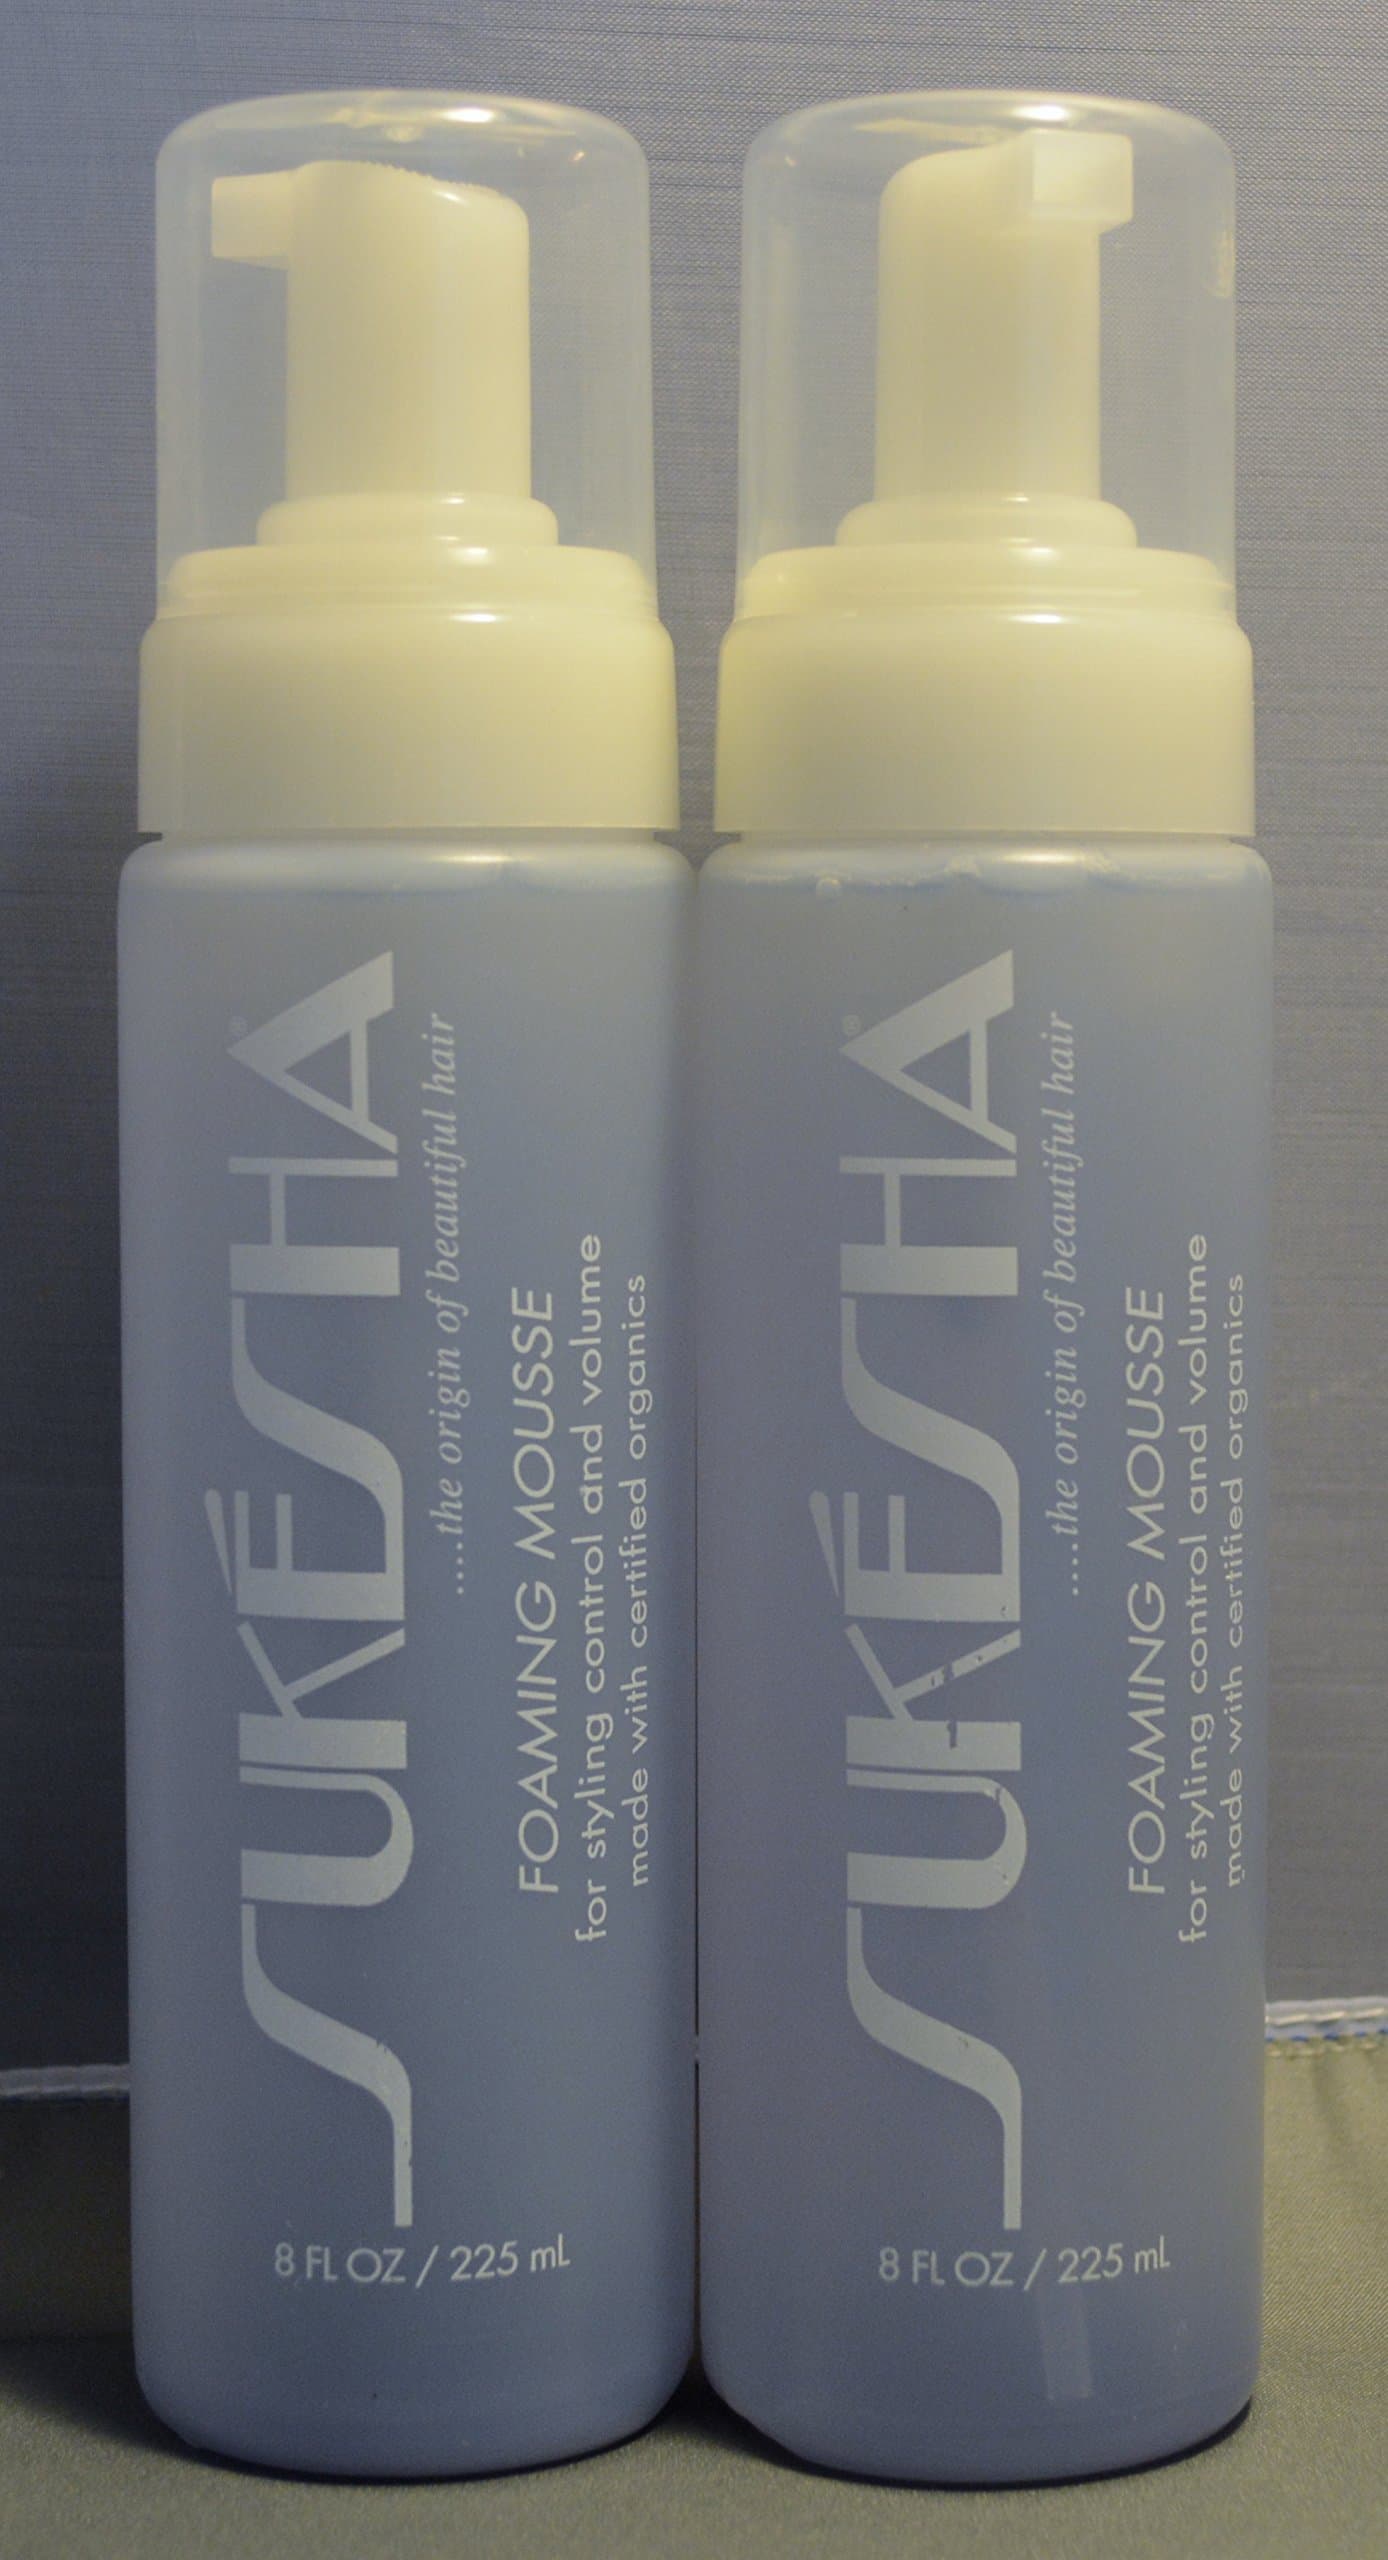 SUKÉSHA®
....the origin of beautiful hair
FOAMING MOUSSE
for styling control and volume
made with certified organics
8 FL OZ / 225 mL
SUKÉSHA®
....the origin of beautiful hair
FOAMING MOUSSE
for styling control and volume
made with certified organics
8 FL OZ / 225 mL